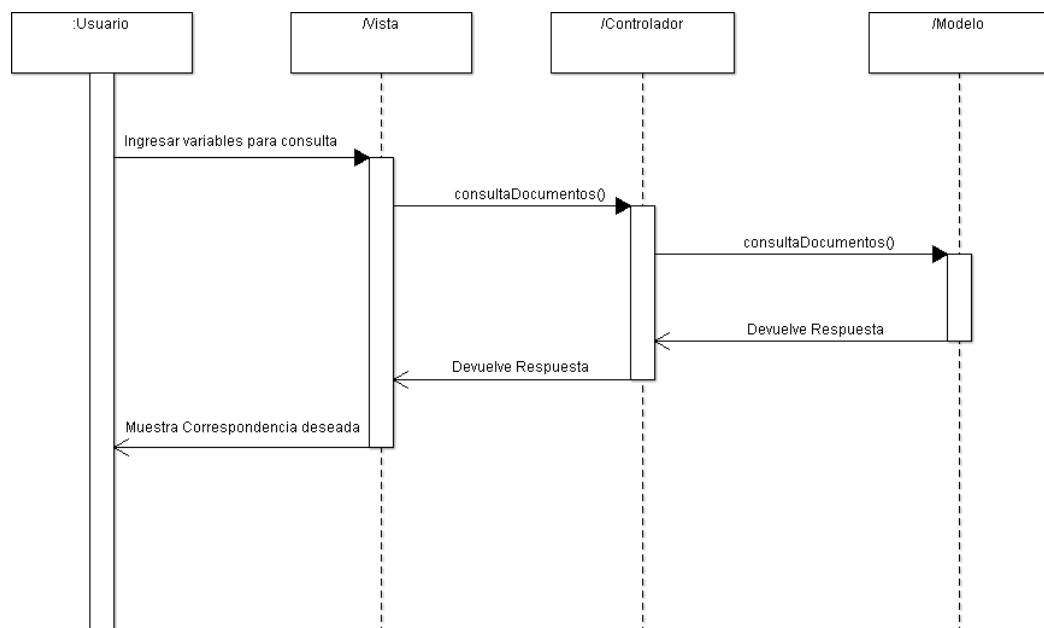 :Usuario
/Vista
/Controlador
/Modelo
Ingresar variables para consulta
consultaDocumentos()
consultaDocumentos()
Devuelve Respuesta
Devuelve Respuesta
Muestra Correspondencia deseada